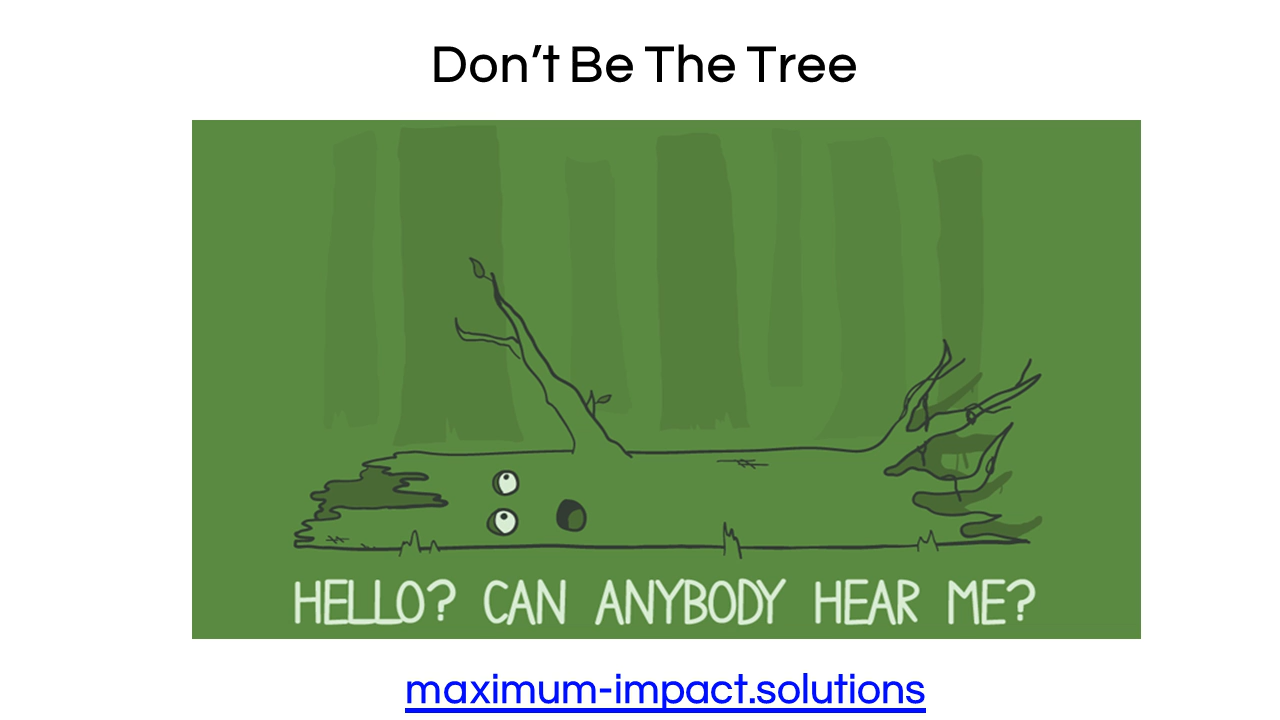 Don’t Be The Tree
HELLO? CAN ANYBODY HEAR ME?
maximum-impact.solutions